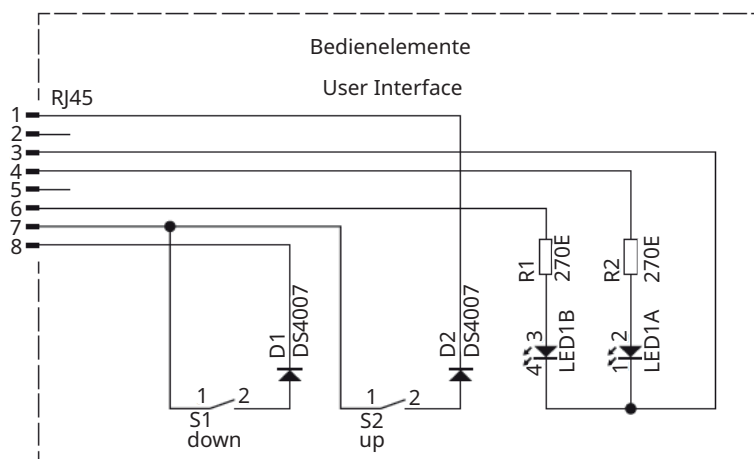 Bedienelemente
User Interface
RJ45
1
2
3
4
5
6
7
8
R1
270E
R2
270E
D1
DS4007
D2
DS4007
3
4
LED1B
2
1
LED1A
1 2
S1
down
1 2
S2
up